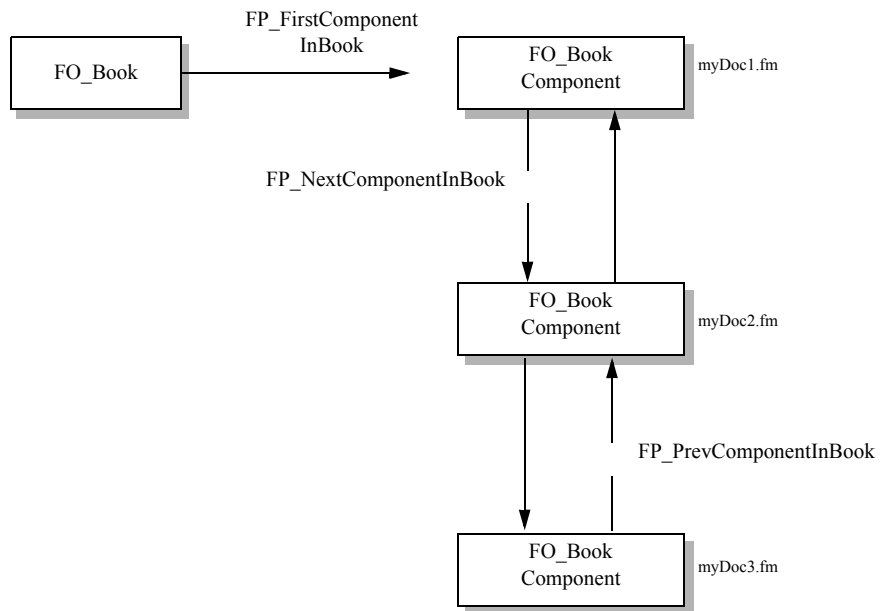 FP_FirstComponent
InBook
FO_Book
FO_Book
Component
myDoc1.fm
FP_NextComponentInBook
FO_Book
Component
myDoc2.fm
FP_PrevComponentInBook
FO_Book
Component
myDoc3.fm